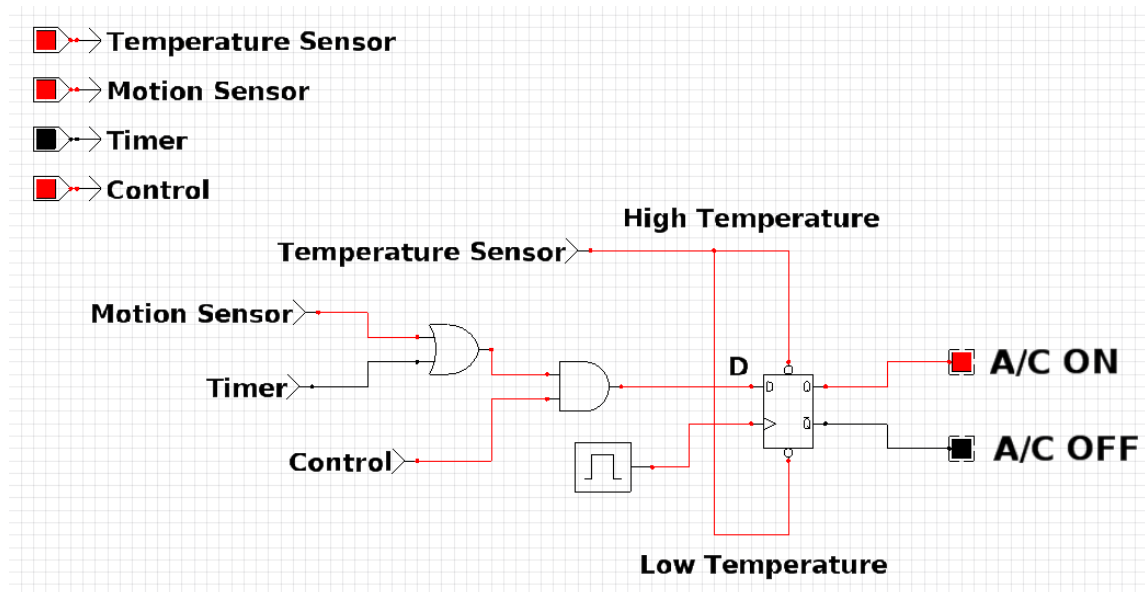 Temperature Sensor
Motion Sensor
Timer
Control
High Temperature
Temperature Sensor
Motion Sensor
Timer
Control
D
D Q
Q̅
A/C ON
A/C OFF
Low Temperature